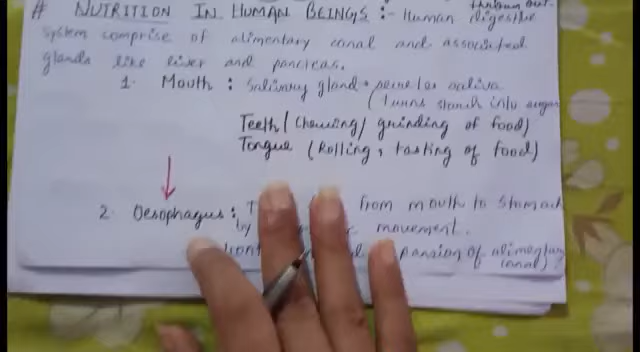 # NUTRITION IN HUMAN BEINGS :- Human digestive
system comprise of alimentary canal and associated
glands like liver and pancreas.
1. Mouth : Salivary gland saliva
(Turns starch into sugar
Teeth (Chewing/ grinding of food)
Tongue (Rolling, tasting of food)
2. Oesophagus : from mouth to stomach
by movement.
pansion of alimentary
canal)